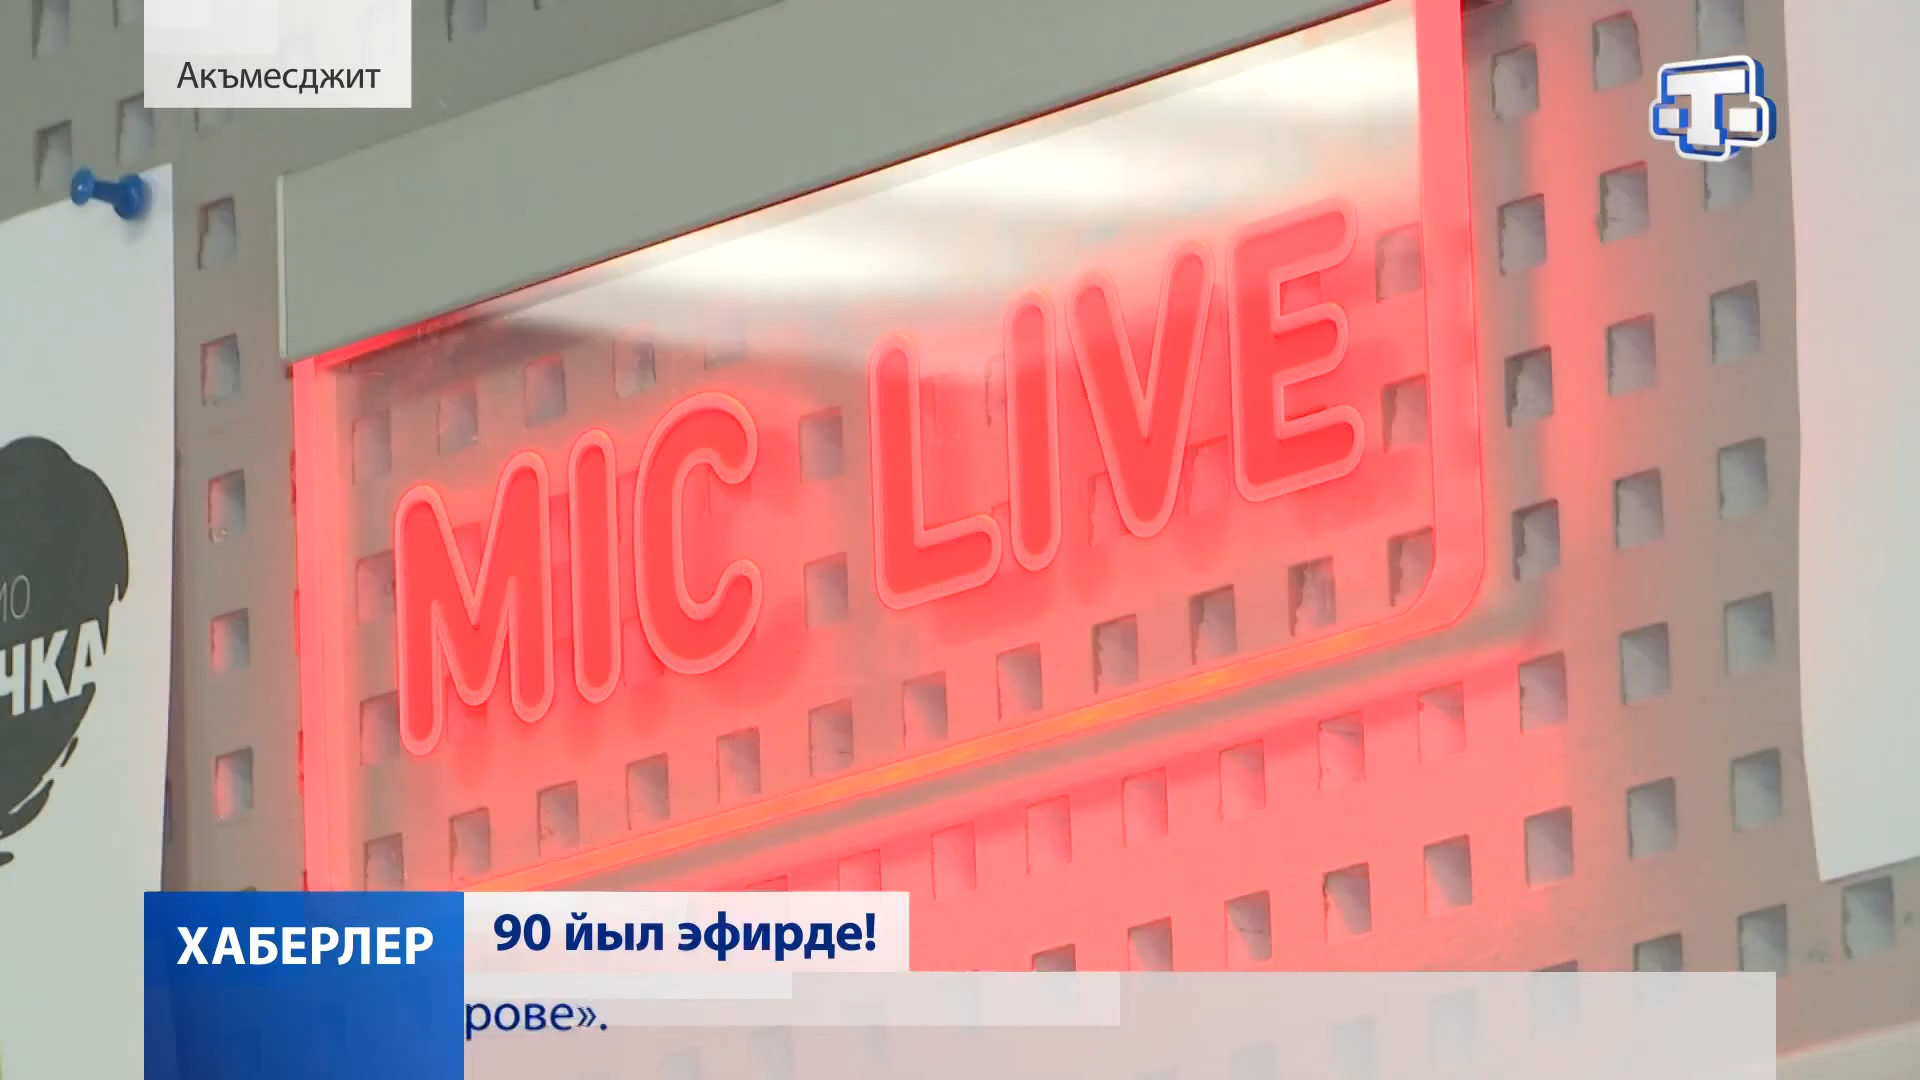 Акъмесджит
MIC LIVE
ЧКА
ХАБЕРЛЕР
90 йыл эфирде!
рове».